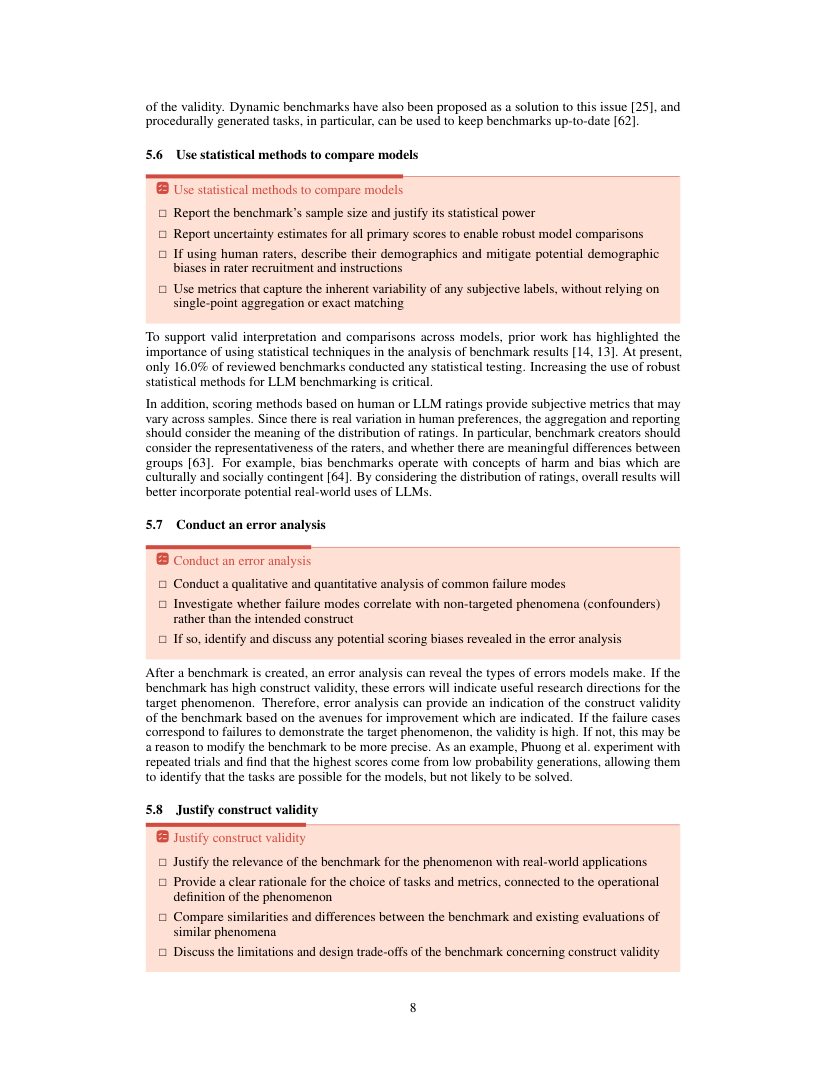 of the validity. Dynamic benchmarks have also been proposed as a solution to this issue [25], and
procedurally generated tasks, in particular, can be used to keep benchmarks up-to-date [62].
5.6 Use statistical methods to compare models
Use statistical methods to compare models
□ Report the benchmark's sample size and justify its statistical power
□ Report uncertainty estimates for all primary scores to enable robust model comparisons
□ If using human raters, describe their demographics and mitigate potential demographic
biases in rater recruitment and instructions
□ Use metrics that capture the inherent variability of any subjective labels, without relying on
single-point aggregation or exact matching
To support valid interpretation and comparisons across models, prior work has highlighted the
importance of using statistical techniques in the analysis of benchmark results [14, 13]. At present,
only 16.0% of reviewed benchmarks conducted any statistical testing. Increasing the use of robust
statistical methods for LLM benchmarking is critical.
In addition, scoring methods based on human or LLM ratings provide subjective metrics that may
vary across samples. Since there is real variation in human preferences, the aggregation and reporting
should consider the meaning of the distribution of ratings. In particular, benchmark creators should
consider the representativeness of the raters, and whether there are meaningful differences between
groups [63]. For example, bias benchmarks operate with concepts of harm and bias which are
culturally and socially contingent [64]. By considering the distribution of ratings, overall results will
better incorporate potential real-world uses of LLMs.
5.7 Conduct an error analysis
Conduct an error analysis
□ Conduct a qualitative and quantitative analysis of common failure modes
□ Investigate whether failure modes correlate with non-targeted phenomena (confounders)
rather than the intended construct
□ If so, identify and discuss any potential scoring biases revealed in the error analysis
After a benchmark is created, an error analysis can reveal the types of errors models make. If the
benchmark has high construct validity, these errors will indicate useful research directions for the
target phenomenon. Therefore, error analysis can provide an indication of the construct validity
of the benchmark based on the avenues for improvement which are indicated. If the failure cases
correspond to failures to demonstrate the target phenomenon, the validity is high. If not, this may be
a reason to modify the benchmark to be more precise. As an example, Phuong et al. experiment with
repeated trials and find that the highest scores come from low probability generations, allowing them
to identify that the tasks are possible for the models, but not likely to be solved.
5.8 Justify construct validity
Justify construct validity
□ Justify the relevance of the benchmark for the phenomenon with real-world applications
□ Provide a clear rationale for the choice of tasks and metrics, connected to the operational
definition of the phenomenon
□ Compare similarities and differences between the benchmark and existing evaluations of
similar phenomena
□ Discuss the limitations and design trade-offs of the benchmark concerning construct validity
8